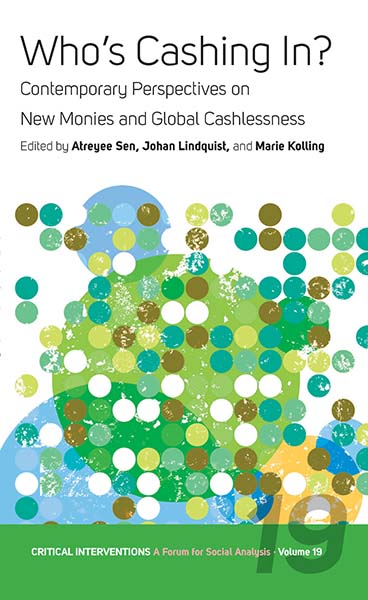 Who's Cashing In?
Contemporary Perspectives on
New Monies and Global Cashlessness
Edited by Atreyee Sen, Johan Lindquist, and Marie Kolling
19
CRITICAL INTERVENTIONS A Forum for Social Analysis · Volume 19